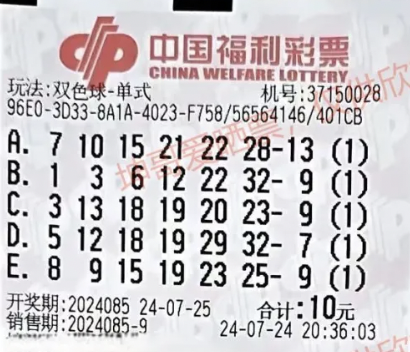 中国福利彩票
CHINA WELFARE LOTTERY
玩法:双色球-单式 机号:37150028
96E0-3D33-8A1A-4023-F758/56564146/401CB
A. 7 10 15 21 22 28-13 (1)
B. 1 3 6 12 22 32- 9 (1)
C. 3 13 18 19 20 23- 9 (1)
D. 5 12 18 19 29 32- 7 (1)
E. 8 9 15 19 23 25- 9 (1)
开奖期:2024085 24-07-25 合计:10元
销售期:2024085-9 24-07-24 20:36:03